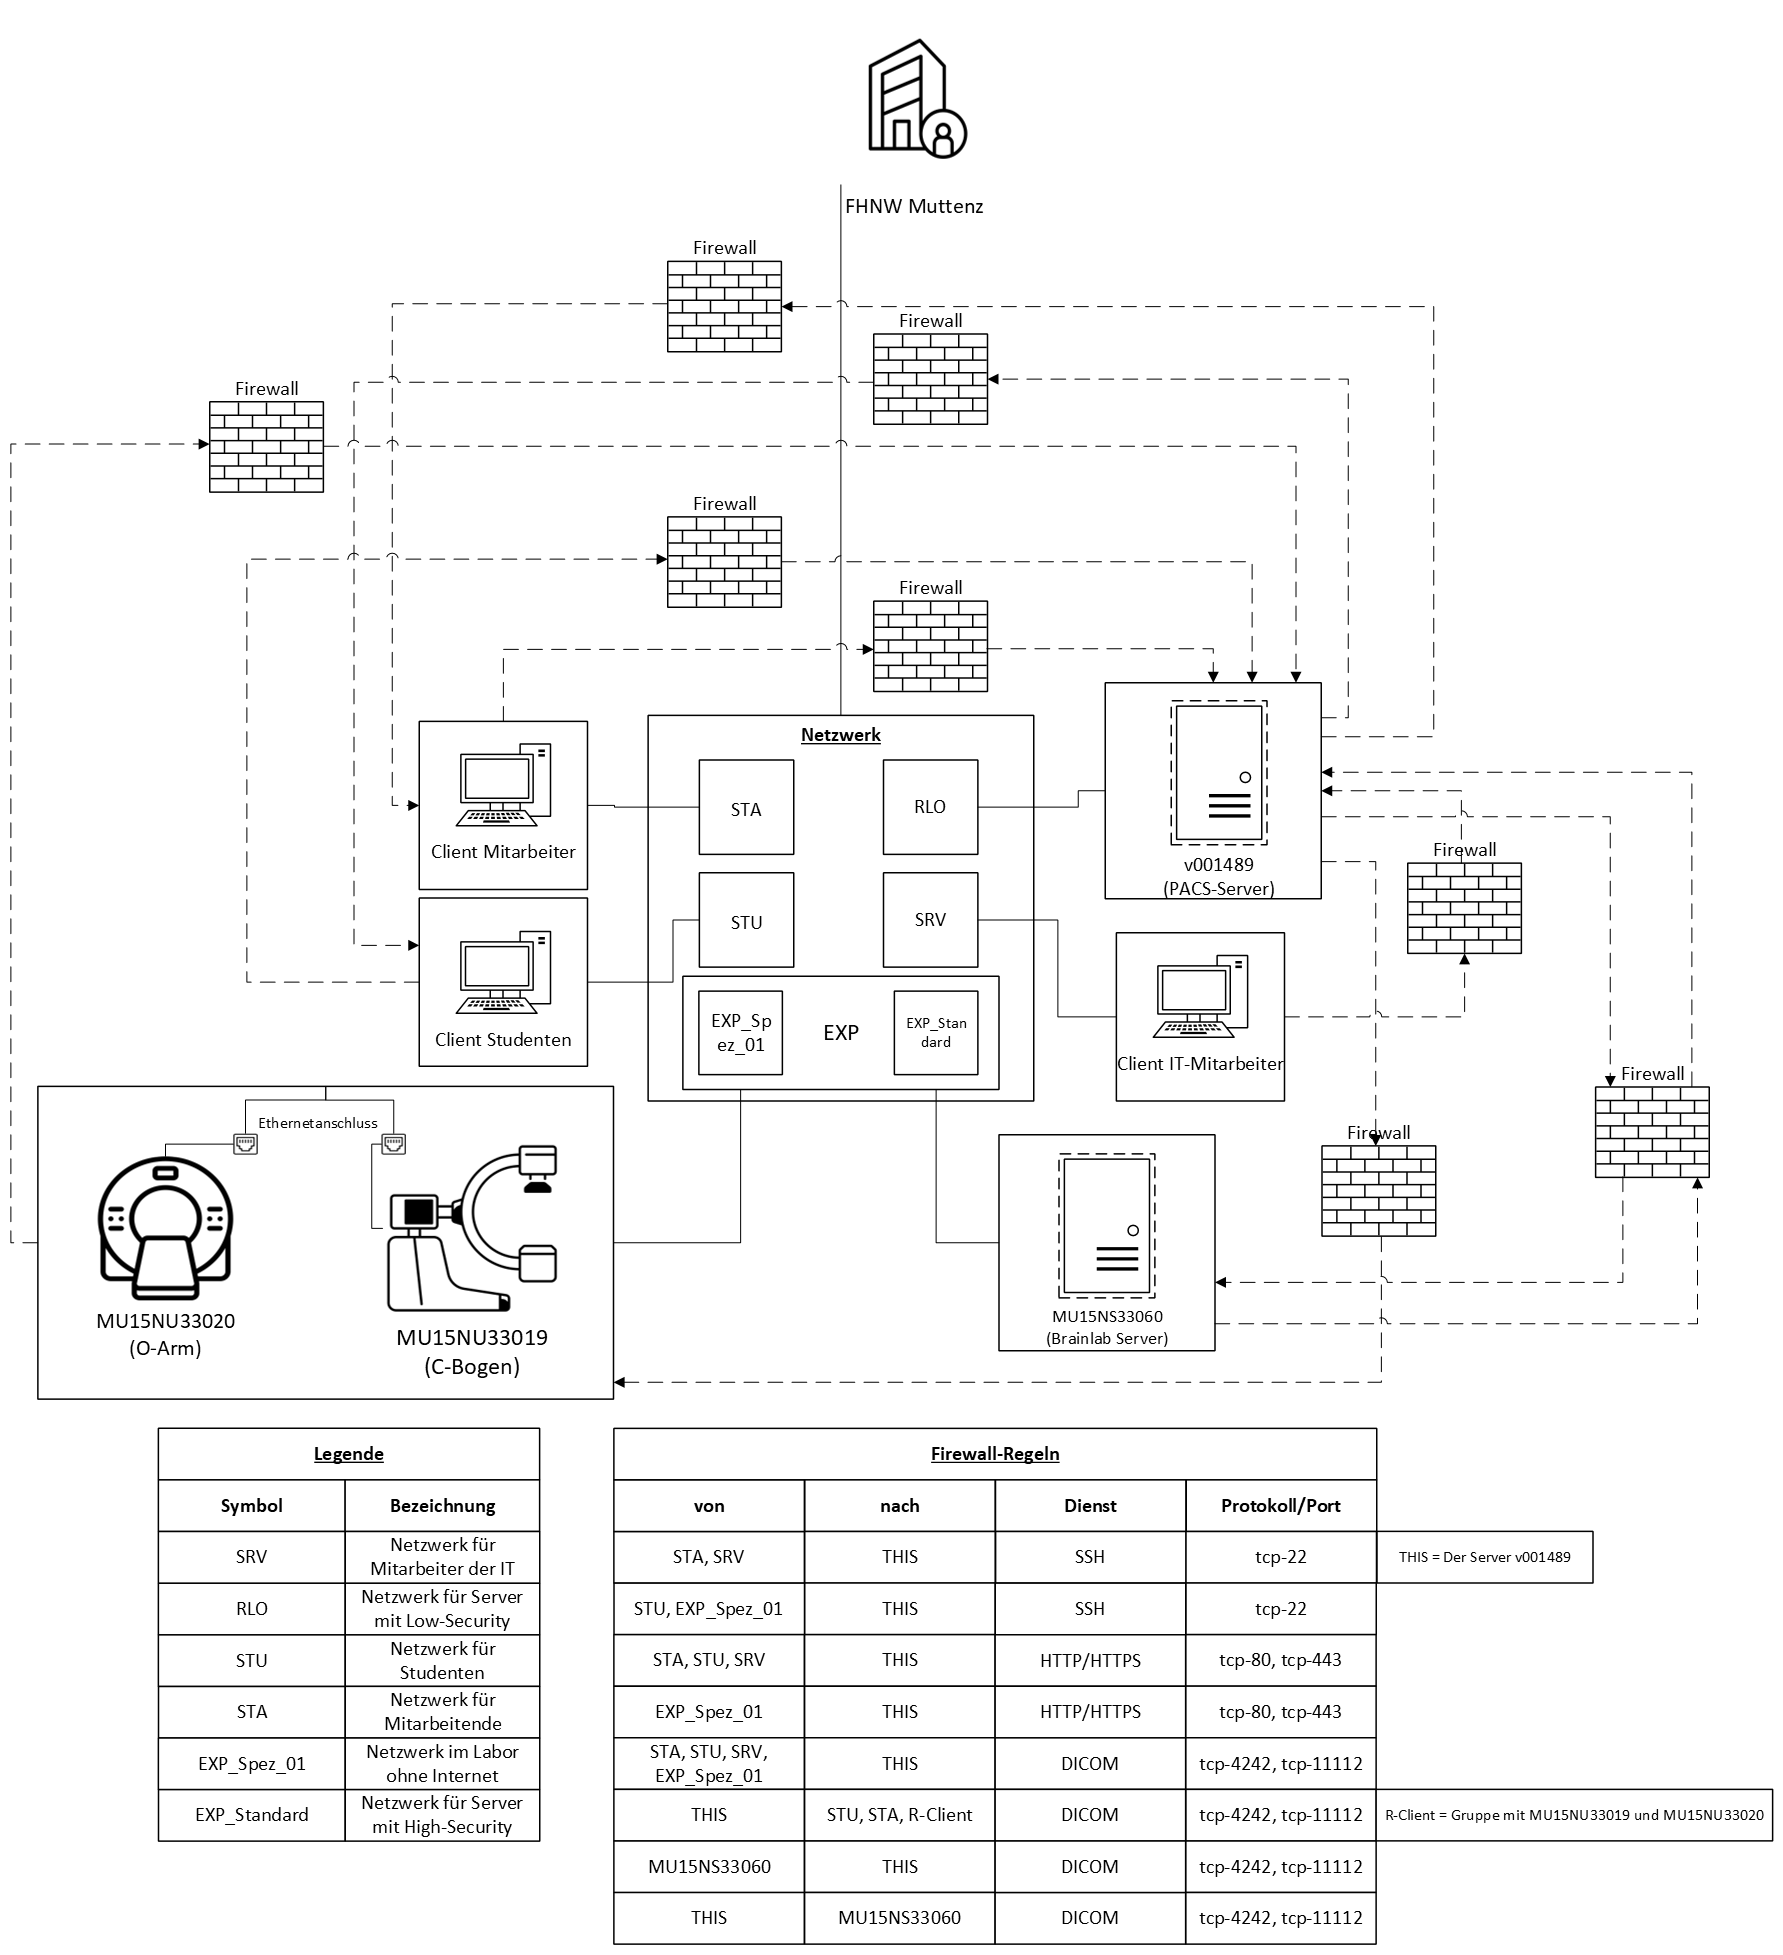 FHNW Muttenz
Firewall
Firewall
Firewall
Firewall
Firewall
Netzwerk
STA
RLO
Client Mitarbeiter
v001489
(PACS-Server)
Firewall
STU
SRV
EXP_Sp
ez_01
EXP
EXP_Stan
dard
Client Studenten
Client IT-Mitarbeiter
Firewall
Ethernetanschluss
Firewall
MU15NU33020
(O-Arm)
MU15NU33019
(C-Bogen)
MU15NS33060
(Brainlab Server)
Legende
Symbol Bezeichnung
SRV Netzwerk für
Mitarbeiter der IT
RLO Netzwerk für Server
mit Low-Security
STU Netzwerk für
Studenten
STA Netzwerk für
Mitarbeitende
EXP_Spez_01 Netzwerk im Labor
ohne Internet
EXP_Standard Netzwerk für Server
mit High-Security
Firewall-Regeln
von nach Dienst Protokoll/Port
STA, SRV THIS SSH tcp-22 THIS = Der Server v001489
STU, EXP_Spez_01 THIS SSH tcp-22
STA, STU, SRV THIS HTTP/HTTPS tcp-80, tcp-443
EXP_Spez_01 THIS HTTP/HTTPS tcp-80, tcp-443
STA, STU, SRV,
EXP_Spez_01 THIS DICOM tcp-4242, tcp-11112
THIS STU, STA, R-Client DICOM tcp-4242, tcp-11112 R-Client = Gruppe mit MU15NU33019 und MU15NU33020
MU15NS33060 THIS DICOM tcp-4242, tcp-11112
THIS MU15NS33060 DICOM tcp-4242, tcp-11112